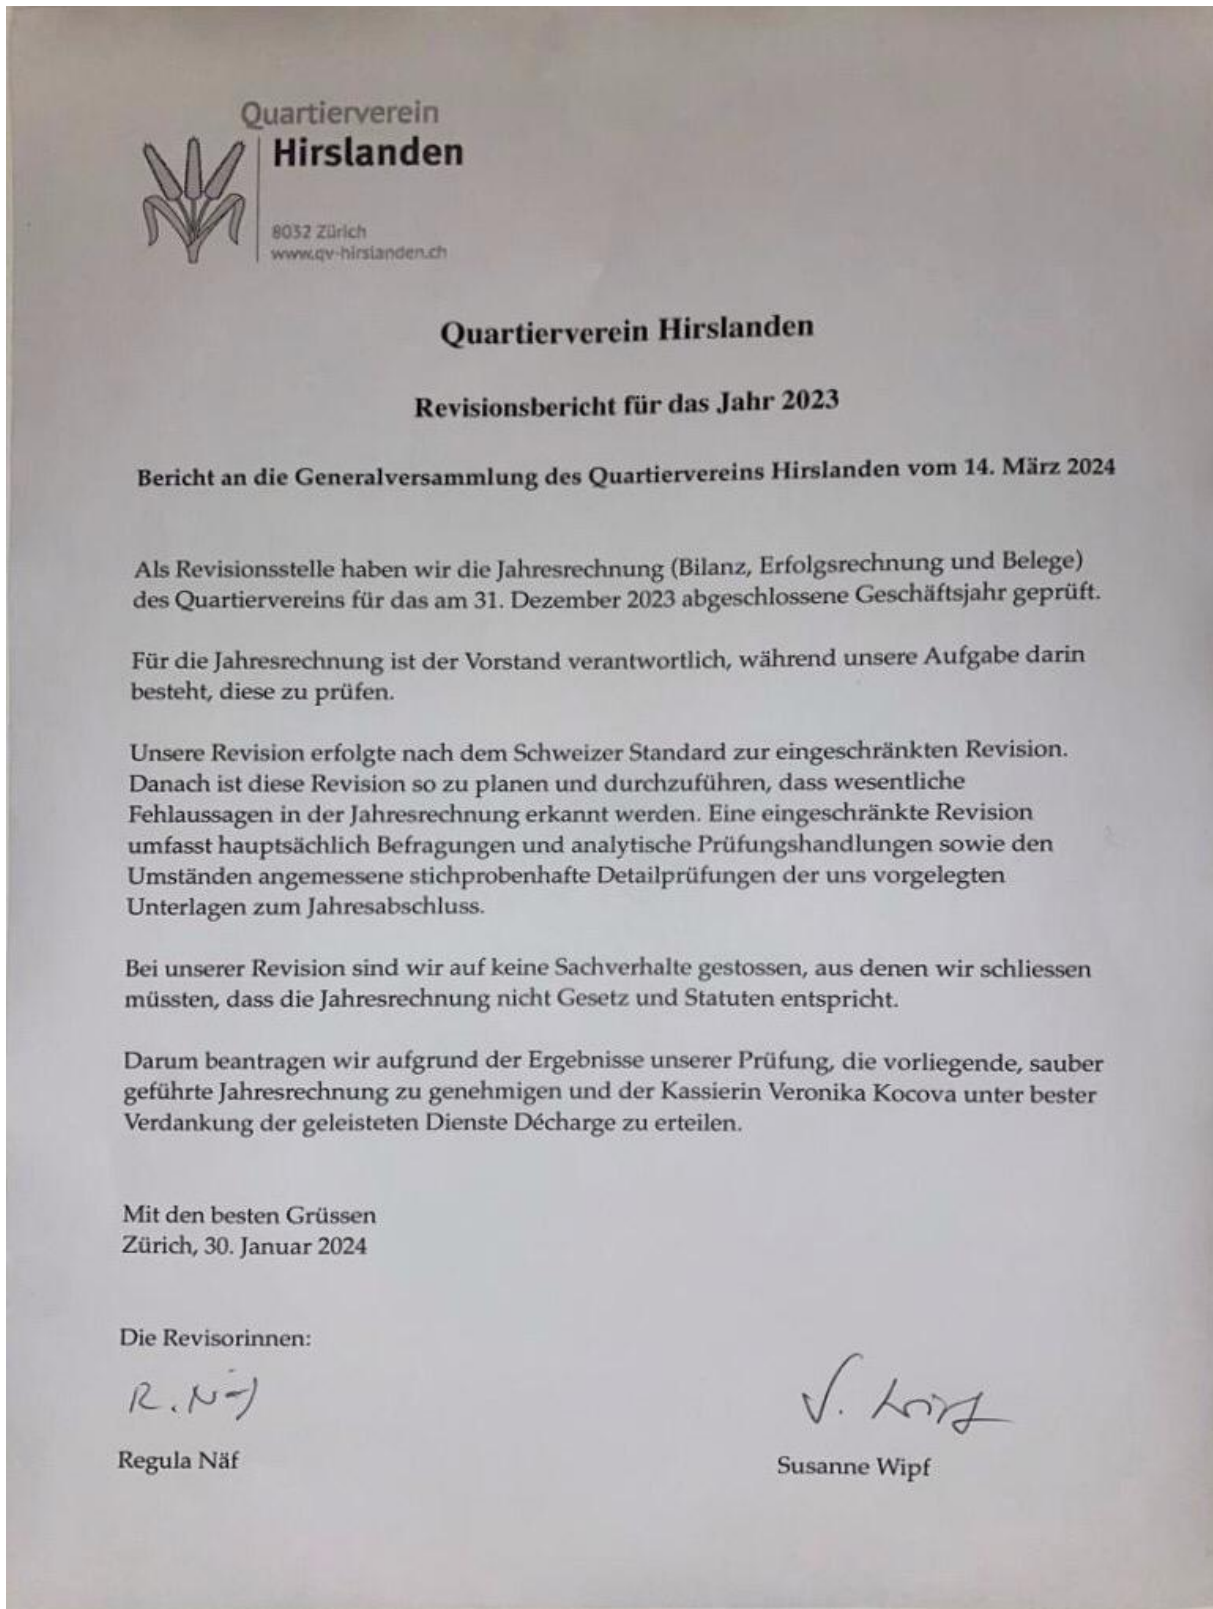 Quartierverein
Hirslanden
8032 Zürich
www.qv-hirslanden.ch
Quartierverein Hirslanden
Revisionsbericht für das Jahr 2023
Bericht an die Generalversammlung des Quartiervereins Hirslanden vom 14. März 2024
Als Revisionsstelle haben wir die Jahresrechnung (Bilanz, Erfolgsrechnung und Belege)
des Quartiervereins für das am 31. Dezember 2023 abgeschlossene Geschäftsjahr geprüft.
Für die Jahresrechnung ist der Vorstand verantwortlich, während unsere Aufgabe darin
besteht, diese zu prüfen.
Unsere Revision erfolgte nach dem Schweizer Standard zur eingeschränkten Revision.
Danach ist diese Revision so zu planen und durchzuführen, dass wesentliche
Fehlaussagen in der Jahresrechnung erkannt werden. Eine eingeschränkte Revision
umfasst hauptsächlich Befragungen und analytische Prüfungshandlungen sowie den
Umständen angemessene stichprobenhafte Detailprüfungen der uns vorgelegten
Unterlagen zum Jahresabschluss.
Bei unserer Revision sind wir auf keine Sachverhalte gestossen, aus denen wir schliessen
müssten, dass die Jahresrechnung nicht Gesetz und Statuten entspricht.
Darum beantragen wir aufgrund der Ergebnisse unserer Prüfung, die vorliegende, sauber
geführte Jahresrechnung zu genehmigen und der Kassierin Veronika Kocova unter bester
Verdankung der geleisteten Dienste Décharge zu erteilen.
Mit den besten Grüssen
Zürich, 30. Januar 2024
Die Revisorinnen:
R. Näf
S. Wipf
Regula Näf
Susanne Wipf